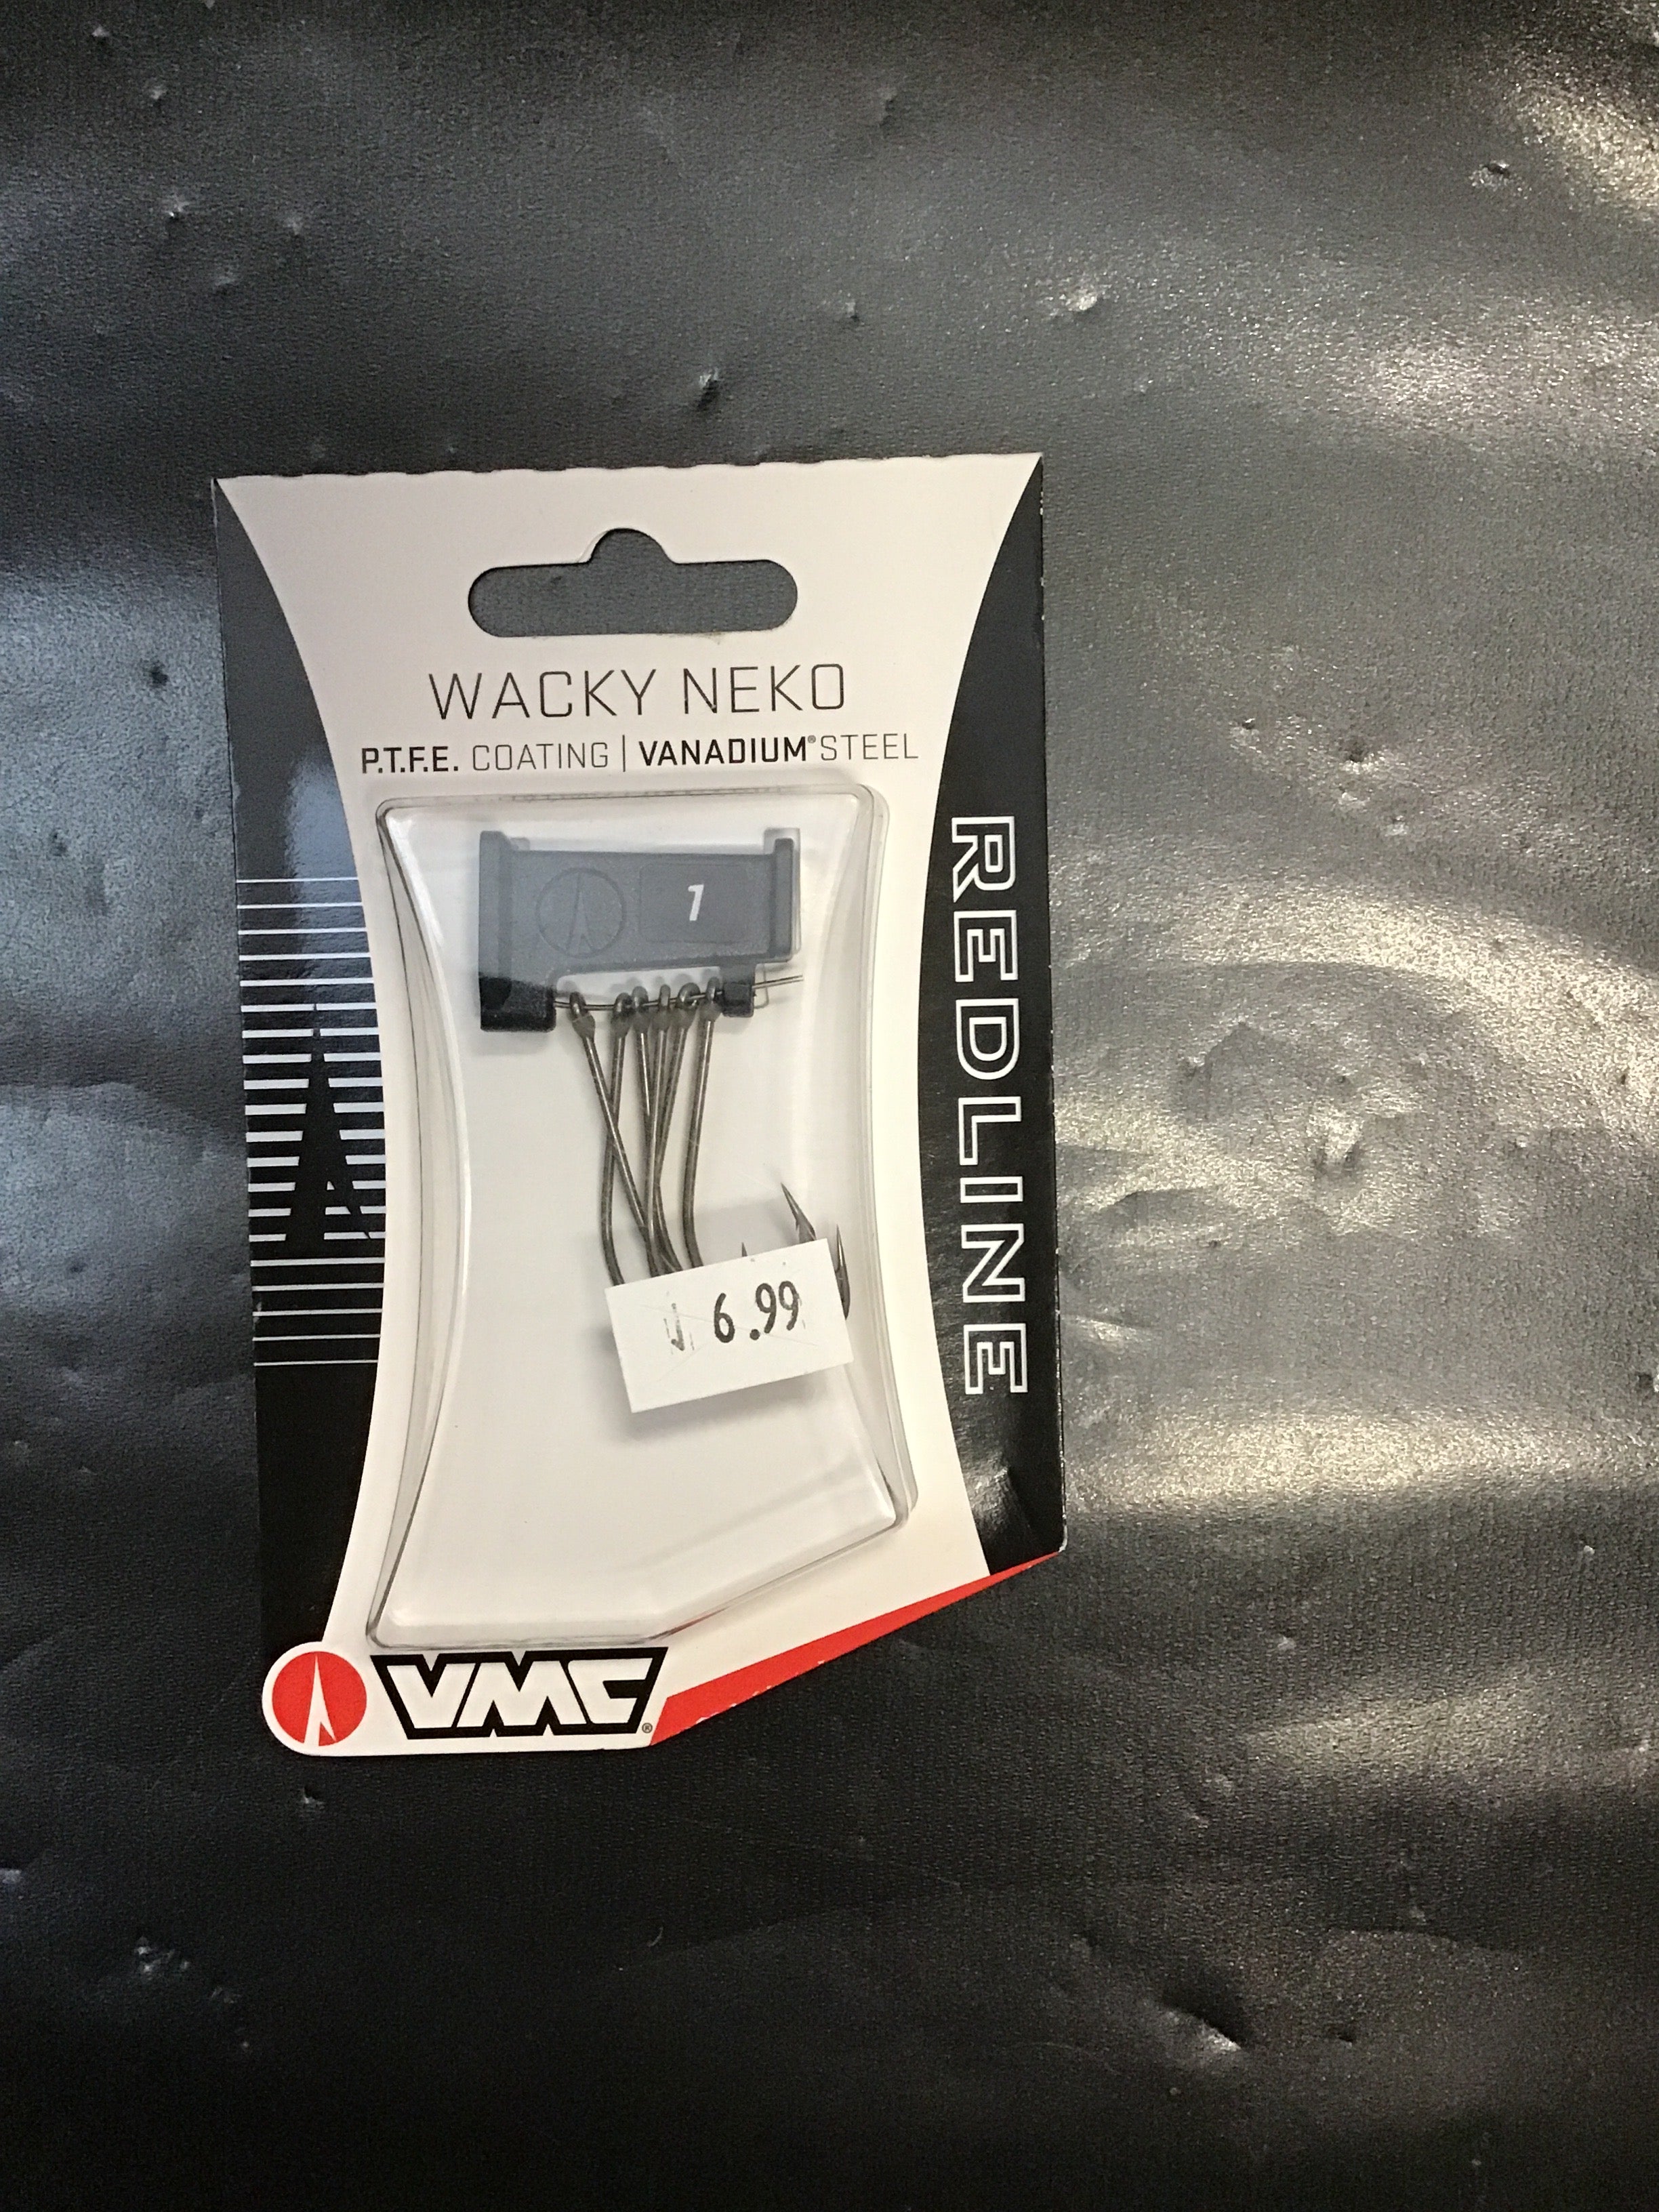 WACKY NEKO
P.T.F.E. COATING | VANADIUM® STEEL
1
6.99
REDLINE
VMC®